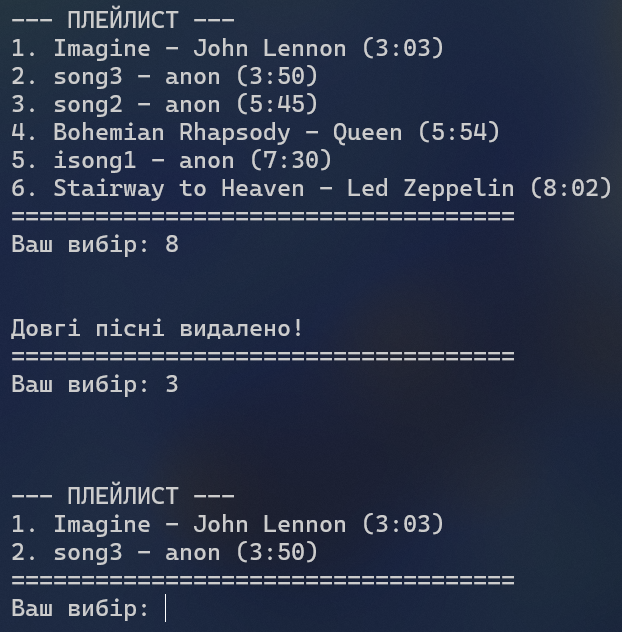 --- ПЛЕЙЛИСТ ---
1. Imagine - John Lennon (3:03)
2. song3 - anon (3:50)
3. song2 - anon (5:45)
4. Bohemian Rhapsody - Queen (5:54)
5. isong1 - anon (7:30)
6. Stairway to Heaven - Led Zeppelin (8:02)
====================================
Ваш вибір: 8
Довгі пісні видалено!
====================================
Ваш вибір: 3
--- ПЛЕЙЛИСТ ---
1. Imagine - John Lennon (3:03)
2. song3 - anon (3:50)
====================================
Ваш вибір: